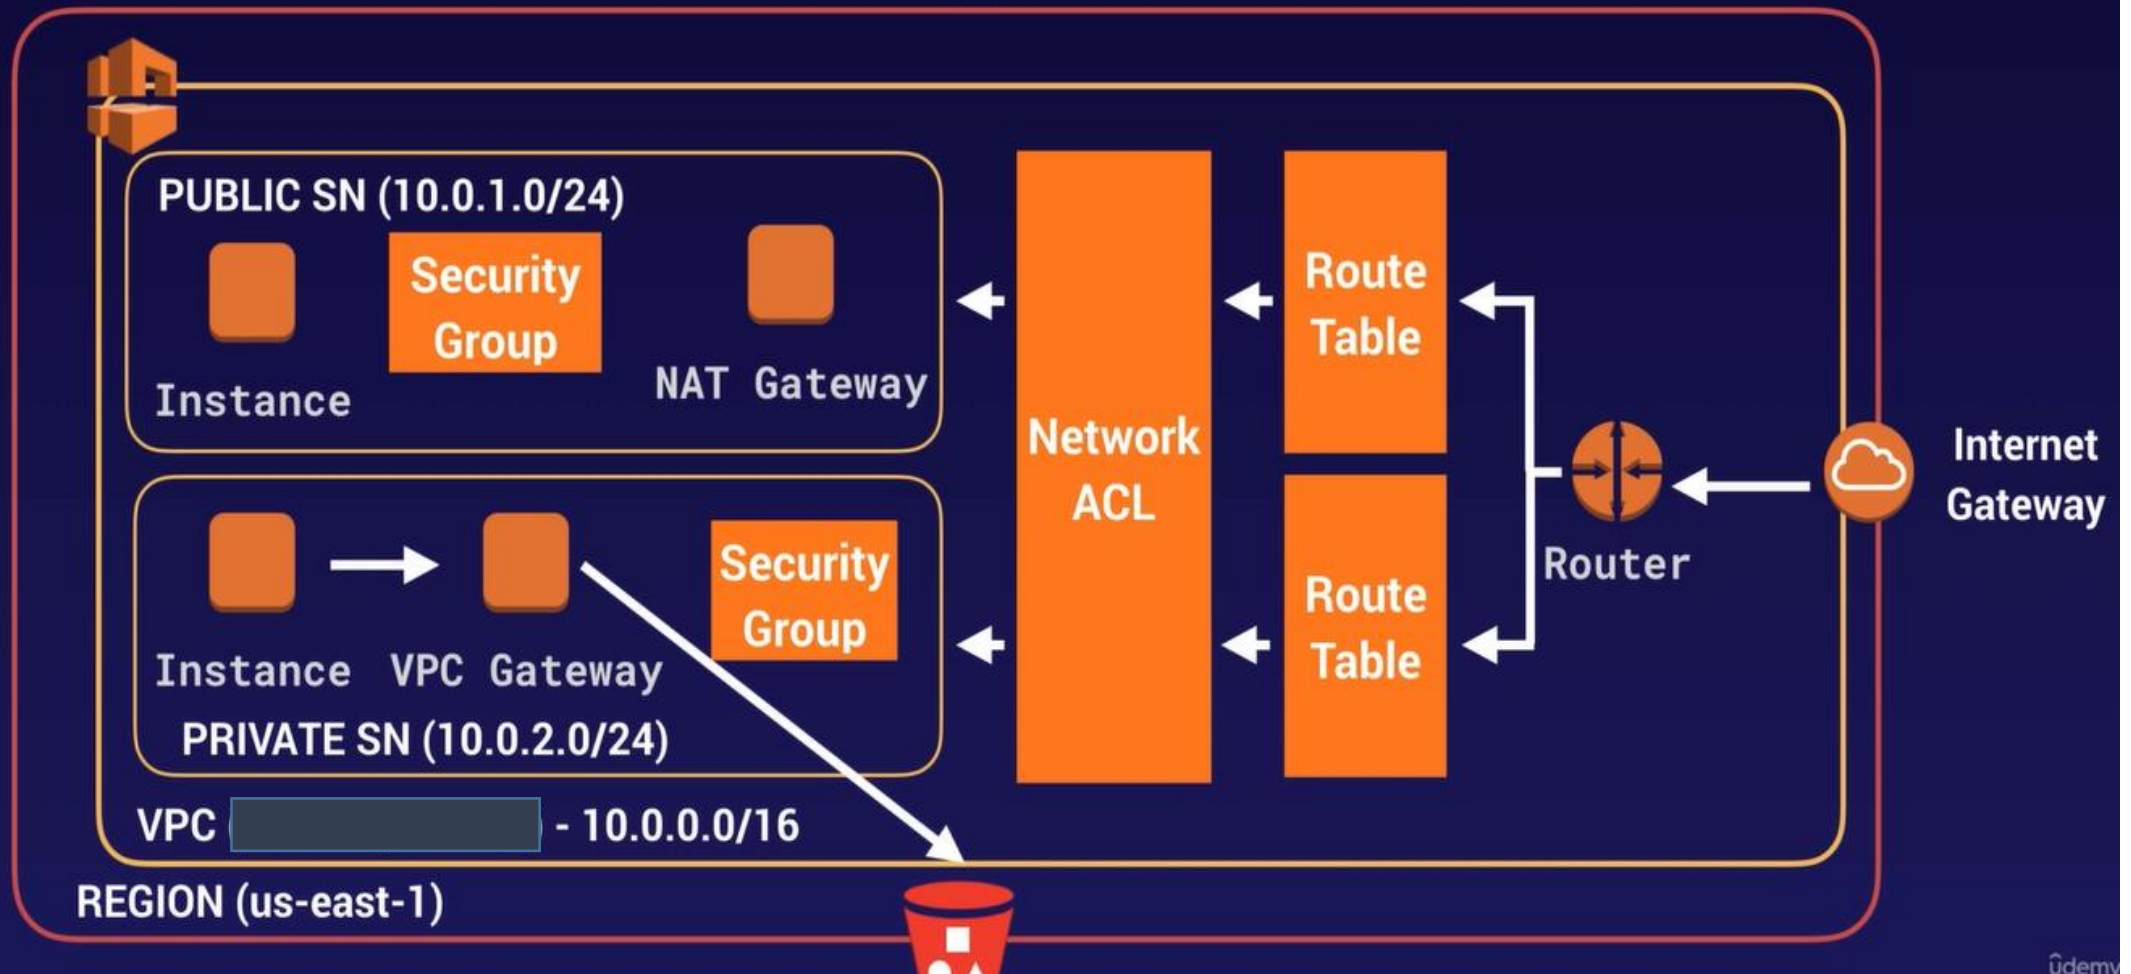 PUBLIC SN (10.0.1.0/24)
Security
Group
Instance
NAT Gateway
Instance
VPC Gateway
Security
Group
PRIVATE SN (10.0.2.0/24)
VPC - 10.0.0.0/16
REGION (us-east-1)
Network
ACL
Route
Table
Route
Table
Router
Internet
Gateway
ûdemy